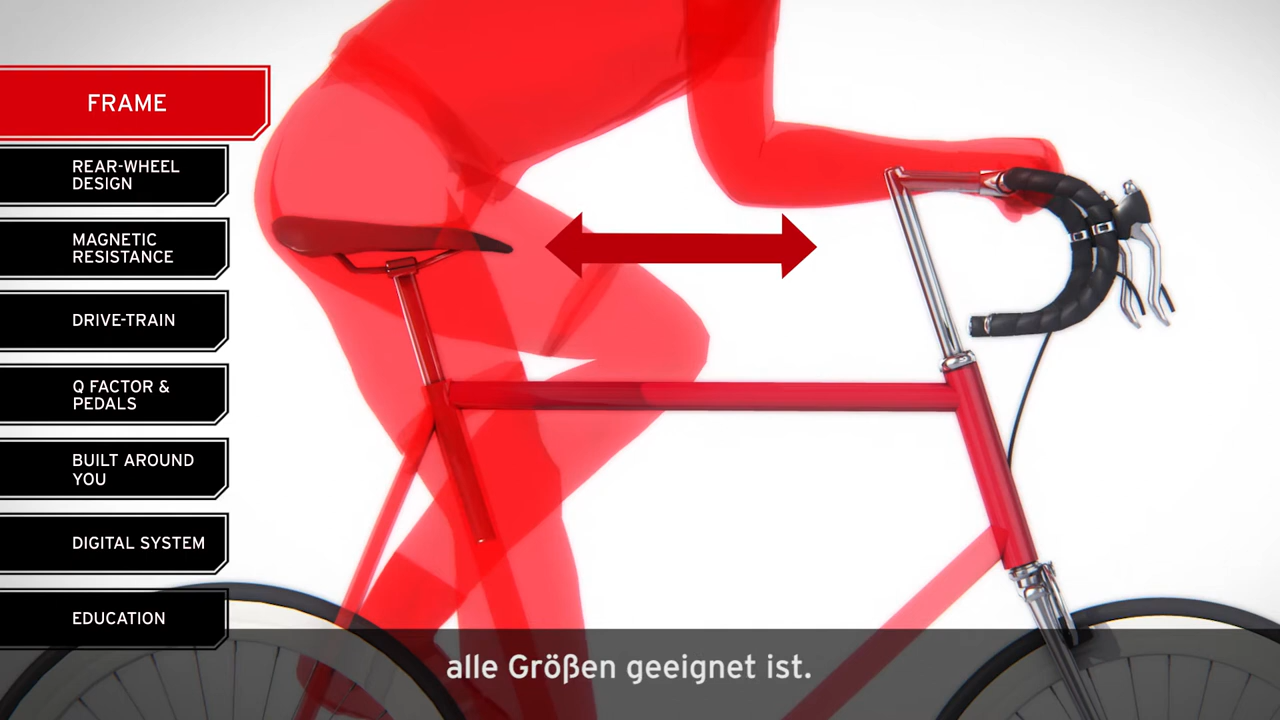 FRAME
REAR-WHEEL
DESIGN
MAGNETIC
RESISTANCE
DRIVE-TRAIN
Q FACTOR &
PEDALS
BUILT AROUND
YOU
DIGITAL SYSTEM
EDUCATION
alle Größen geeignet ist.